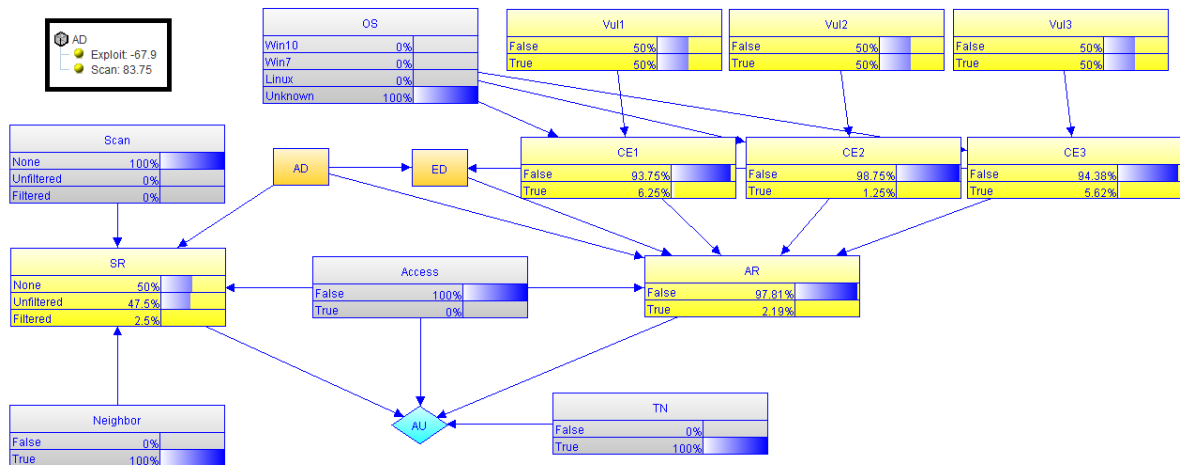 AD
Exploit: -67.9
Scan: 83.75
OS
Win10 0%
Win7 0%
Linux 0%
Unknown 100%
Vul1
False 50%
True 50%
Vul2
False 50%
True 50%
Vul3
False 50%
True 50%
Scan
None 100%
Unfiltered 0%
Filtered 0%
AD
ED
CE1
False 93.75%
True 6.25%
CE2
False 98.75%
True 1.25%
CE3
False 94.38%
True 5.62%
SR
None 50%
Unfiltered 47.5%
Filtered 2.5%
Access
False 100%
True 0%
AR
False 97.81%
True 2.19%
Neighbor
False 0%
True 100%
AU
TN
False 0%
True 100%